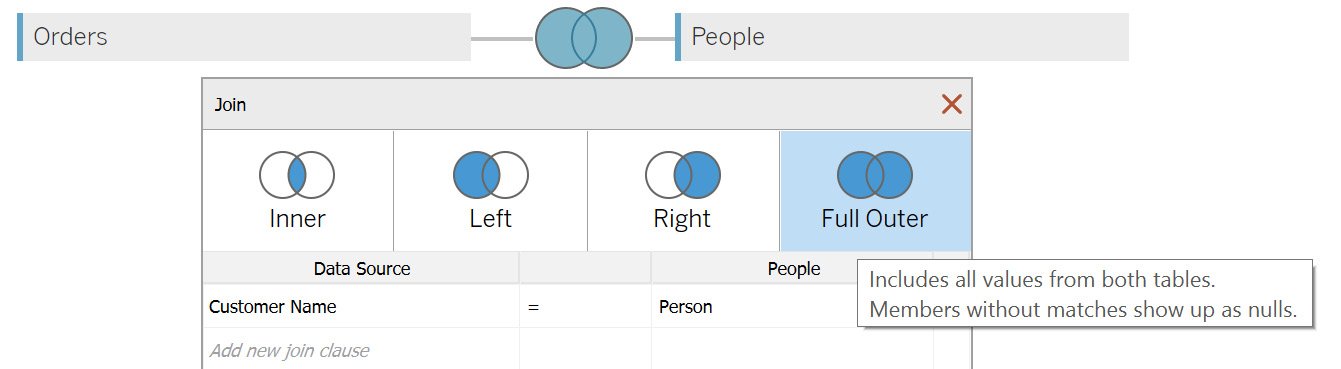 Orders
People
Join
Inner
Left
Right
Full Outer
Data Source
People
Includes all values from both tables.
Members without matches show up as nulls.
Customer Name
=
Person
Add new join clause